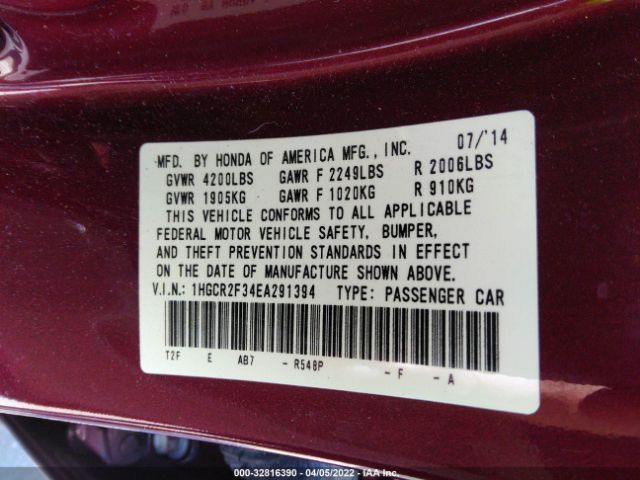 MFD. BY HONDA OF AMERICA MFG., INC. 07/'14
GVWR 4200LBS GAWR F 2249LBS R 2006LBS
GVWR 1905KG GAWR F 1020KG R 910KG
THIS VEHICLE CONFORMS TO ALL APPLICABLE
FEDERAL MOTOR VEHICLE SAFETY, BUMPER,
AND THEFT PREVENTION STANDARDS IN EFFECT
ON THE DATE OF MANUFACTURE SHOWN ABOVE.
V.I.N.: 1HGCR2F34EA291394 TYPE: PASSENGER CAR
T2F E AB7 - R548P - F - A
000-32816390 - 04/05/2022 - IAA Inc.